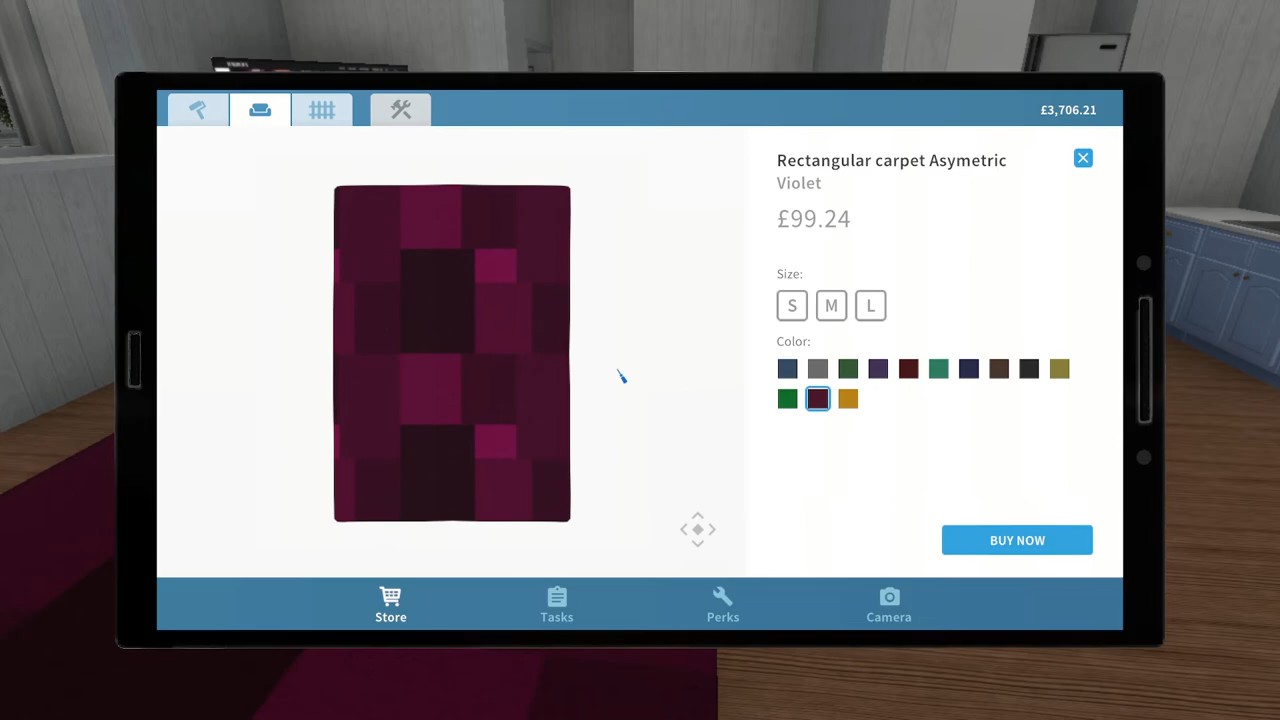 £3,706.21
Rectangular carpet Asymetric
Violet
£99.24
Size:
S M L
Color:
BUY NOW
Store Tasks Perks Camera